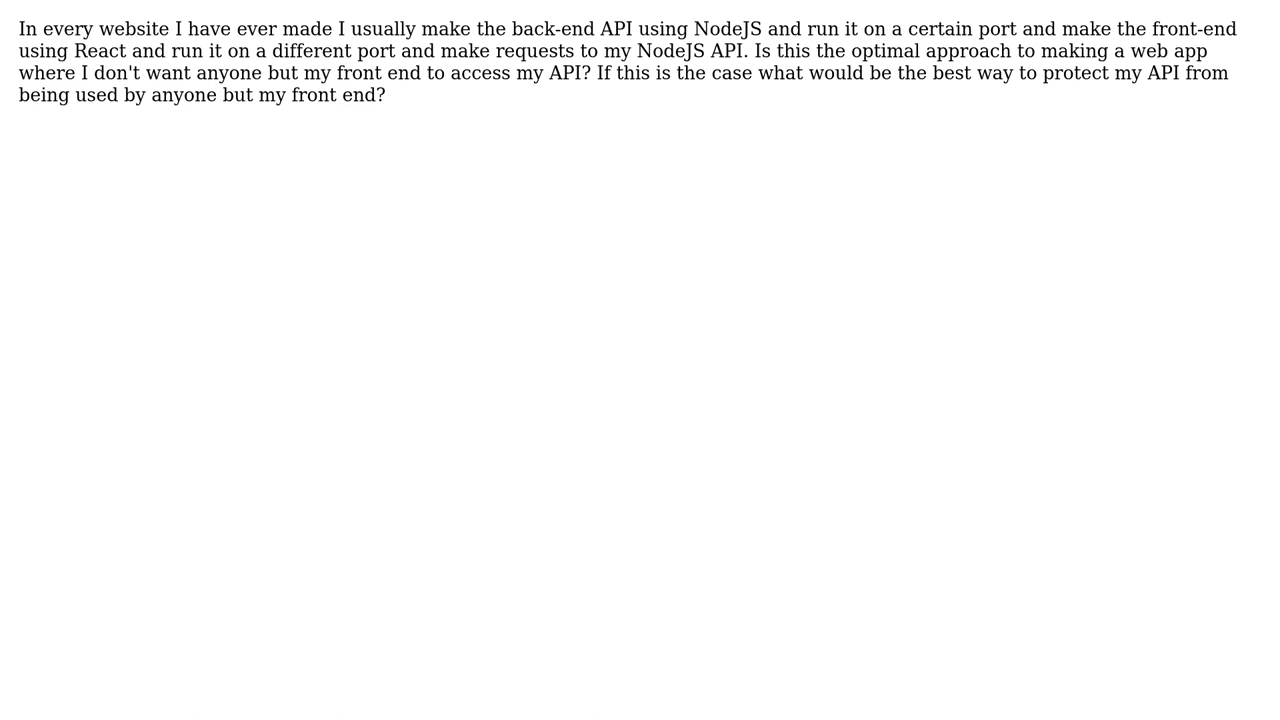 In every website I have ever made I usually make the back-end API using NodeJS and run it on a certain port and make the front-end
using React and run it on a different port and make requests to my NodeJS API. Is this the optimal approach to making a web app
where I don't want anyone but my front end to access my API? If this is the case what would be the best way to protect my API from
being used by anyone but my front end?